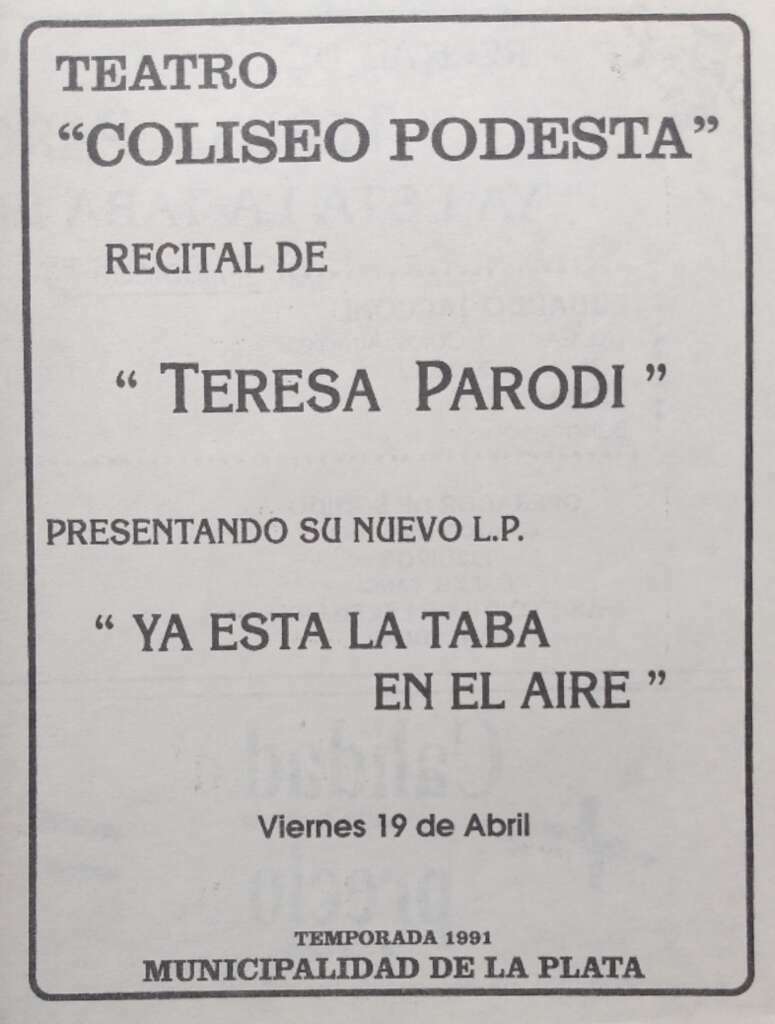 TEATRO
“COLISEO PODESTA”
RECITAL DE
“ TERESA PARODI ”
PRESENTANDO SU NUEVO L.P.
“ YA ESTA LA TABA
EN EL AIRE ”
Viernes 19 de Abril
TEMPORADA 1991
MUNICIPALIDAD DE LA PLATA